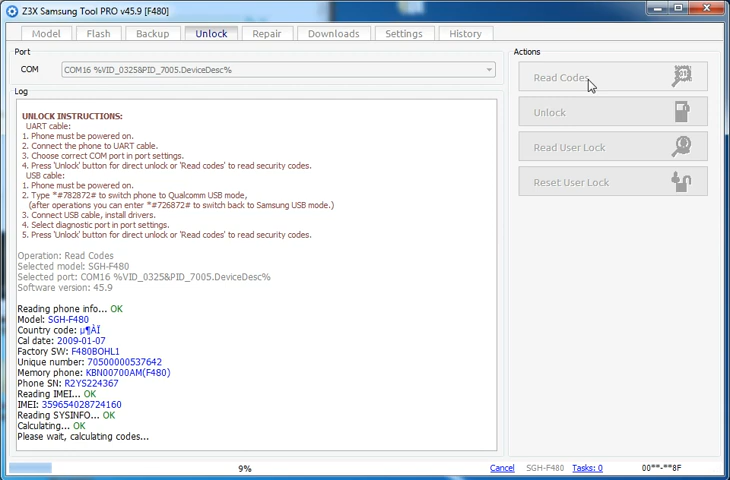 Z3X Samsung Tool PRO v45.9 [F480]
Model Flash Backup Unlock Repair Downloads Settings History
Port
COM COM16 %VID_0325&PID_7005.DeviceDesc%
Log
UNLOCK INSTRUCTIONS:
UART cable:
1. Phone must be powered on.
2. Connect the phone to UART cable.
3. Choose correct COM port in port settings.
4. Press 'Unlock' button for direct unlock or 'Read codes' to read security codes.
USB cable:
1. Phone must be powered on.
2. Type *#782872# to switch phone to Qualcomm USB mode,
(after operations you can enter *#726872# to switch back to Samsung USB mode.)
3. Connect USB cable, install drivers.
4. Select diagnostic port in port settings.
5. Press 'Unlock' button for direct unlock or 'Read codes' to read security codes.
Operation: Read Codes
Selected model: SGH-F480
Selected port: COM16 %VID_0325&PID_7005.DeviceDesc%
Software version: 45.9
Reading phone info... OK
Model: SGH-F480
Country code: µ¶ÀÏ
Cal date: 2009-01-07
Factory SW: F480BOHL1
Unique number: 70500000537642
Memory phone: KBN00700AM(F480)
Phone SN: R2YS224367
Reading IMEI... OK
IMEI: 359654028724160
Reading SYSINFO... OK
Calculating... OK
Please wait, calculating codes...
Actions
Read Codes
Unlock
Read User Lock
Reset User Lock
9% Cancel SGH-F480 Tasks: 0 00**-**8F